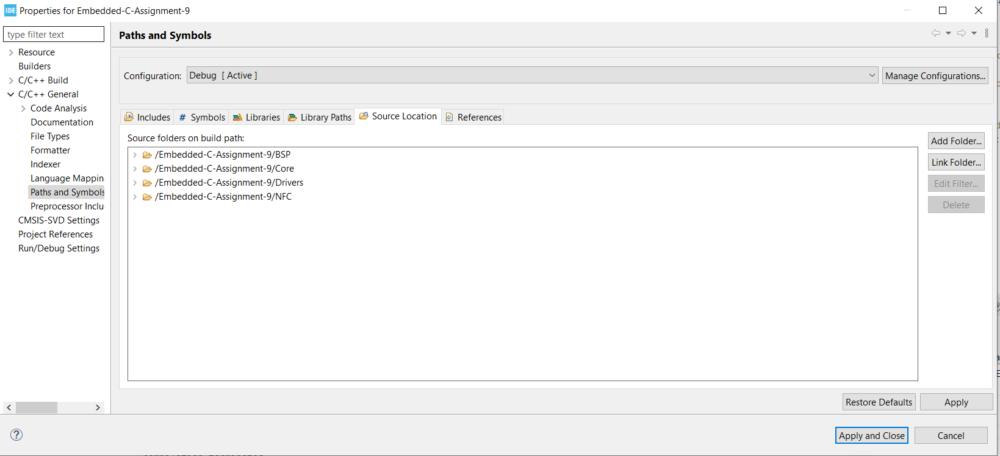 IDE Properties for Embedded-C-Assignment-9
type filter text
Resource
Builders
C/C++ Build
C/C++ General
Code Analysis
Documentation
File Types
Formatter
Indexer
Language Mappin
Paths and Symbols
Preprocessor Inclu
CMSIS-SVD Settings
Project References
Run/Debug Settings
Paths and Symbols
Configuration: Debug [ Active ] Manage Configurations...
Includes # Symbols Libraries Library Paths Source Location References
Source folders on build path:
/Embedded-C-Assignment-9/BSP
/Embedded-C-Assignment-9/Core
/Embedded-C-Assignment-9/Drivers
/Embedded-C-Assignment-9/NFC
Add Folder...
Link Folder...
Edit Filter...
Delete
Restore Defaults Apply
? Apply and Close Cancel